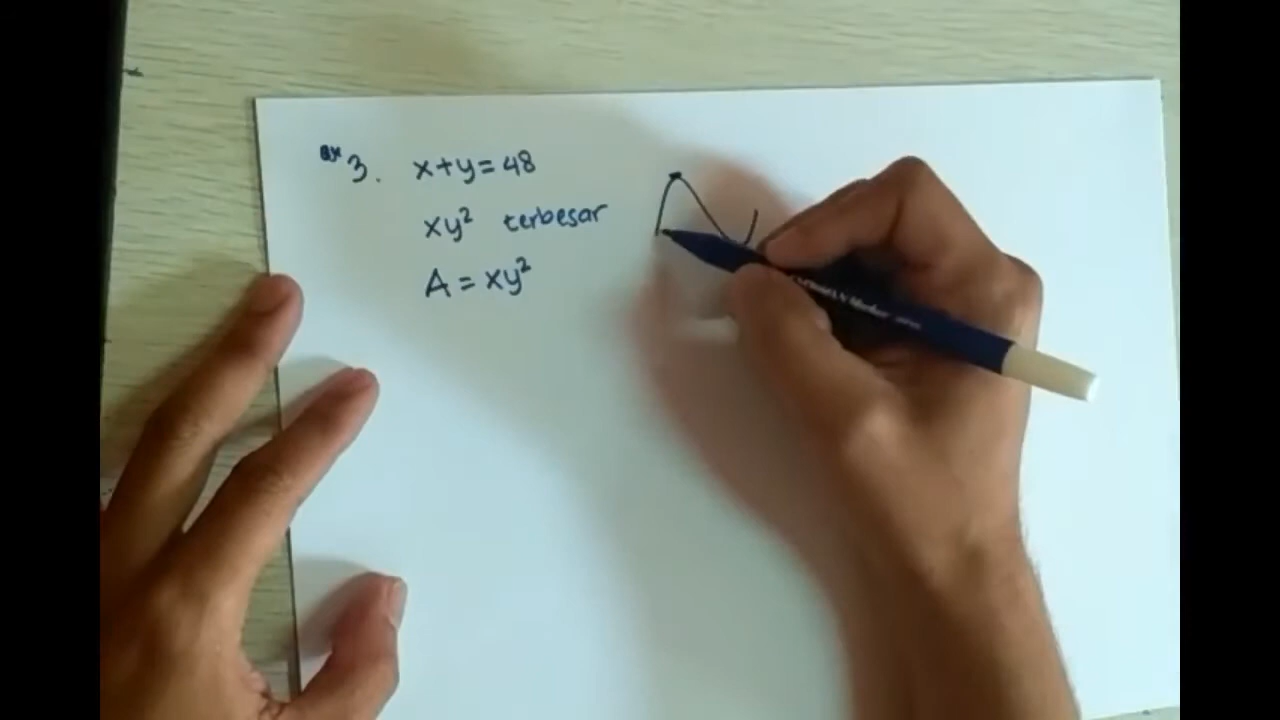 3. x+y=48
xy² terbesar
A = xy²